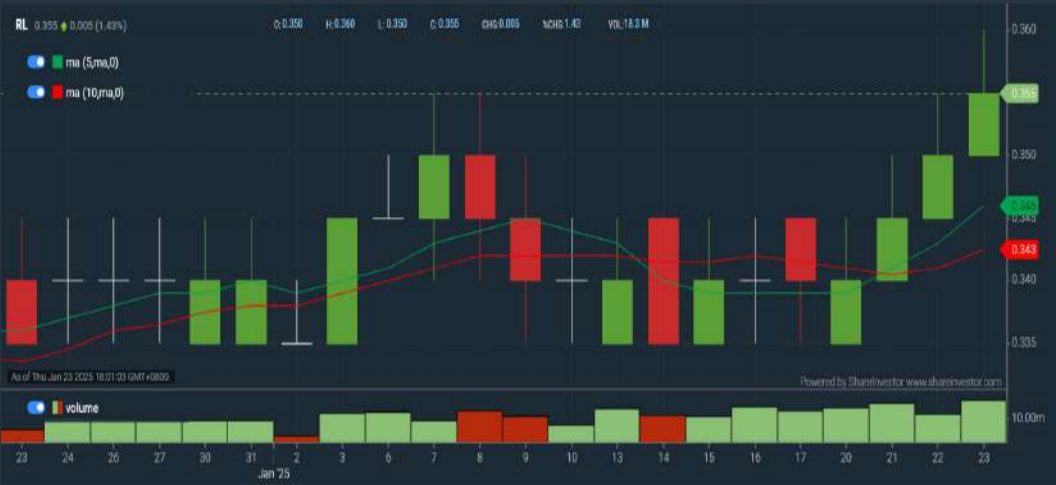 RL 0.355 0.005 (1.43%) O:0.350 H:0.360 L:0.350 C:0.355 CHG:0.005 %CHG:1.43 VOL:18.3 M
ma (5,ma,0)
ma (10,ma,0)
0.360
0.355
0.350
0.346
0.345
0.343
0.340
0.335
As of Thu Jan 23 2025 18:01:03 GMT+0800
Powered by ShareInvestor www.shareinvestor.com
volume
10.00m
23 24 26 27 30 31 2 3 6 7 8 9 10 13 14 15 16 17 20 21 22 23
Jan '25